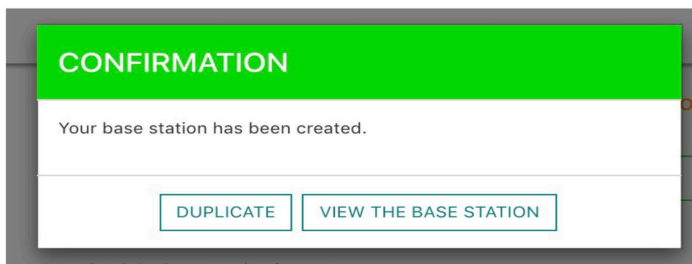 CONFIRMATION
Your base station has been created.
DUPLICATE
VIEW THE BASE STATION